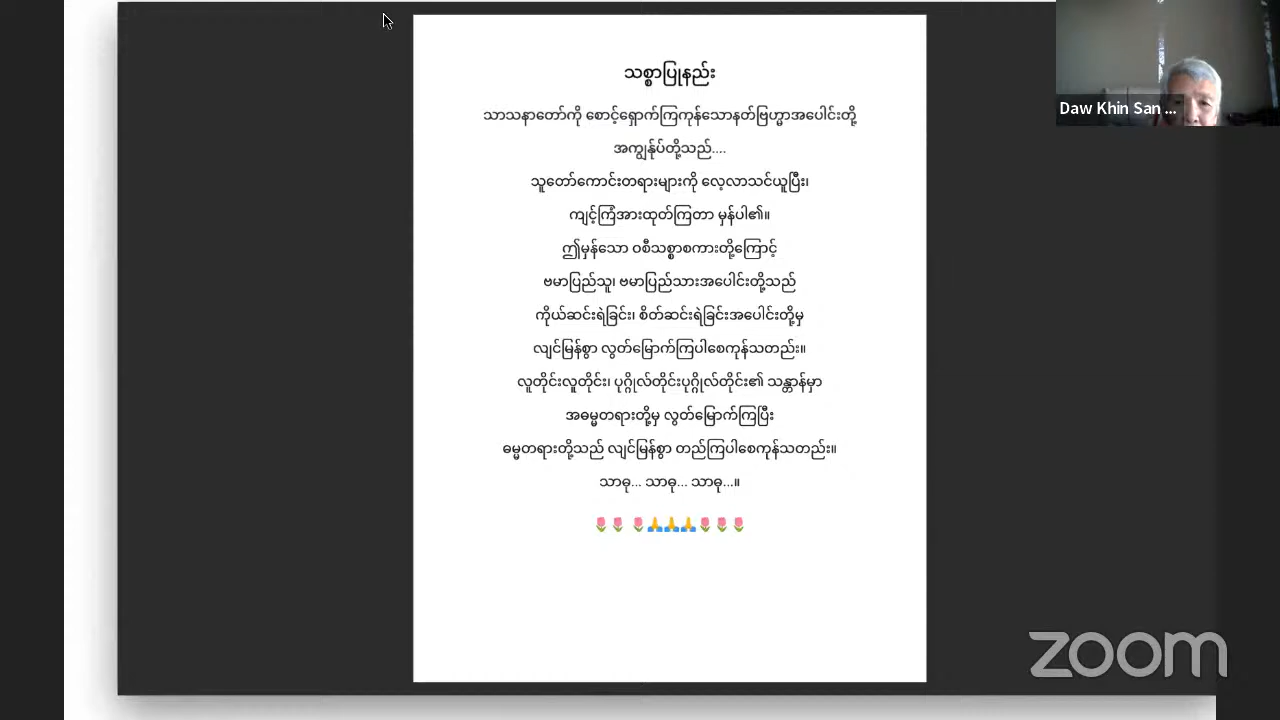 သစ္စာပြုနည်း
သာသနာတော်ကို စောင့်ရှောက်ကြကုန်သောနတ်ဗြဟ္မာအပေါင်းတို့
အကျွန်ုပ်တို့သည်....
သူတော်ကောင်းတရားများကို လေ့လာသင်ယူပြီး၊
ကျင့်ကြံအားထုတ်ကြတာ မှန်ပါ၏။
ဤမှန်သော ဝစီသစ္စာစကားတို့ကြောင့်
ဗမာပြည်သူ၊ ဗမာပြည်သားအပေါင်းတို့သည်
ကိုယ်ဆင်းရဲခြင်း၊ စိတ်ဆင်းရဲခြင်းအပေါင်းတို့မှ
လျင်မြန်စွာ လွတ်မြောက်ကြပါစေကုန်သတည်း။
လူတိုင်းလူတိုင်း၊ ပုဂ္ဂိုလ်တိုင်းပုဂ္ဂိုလ်တိုင်း၏ သန္တာန်မှာ
အဓမ္မတရားတို့မှ လွတ်မြောက်ကြပြီး
ဓမ္မတရားတို့သည် လျင်မြန်စွာ တည်ကြပါစေကုန်သတည်း။
သာဓု... သာဓု... သာဓု...။
Daw Khin San ...
zoom